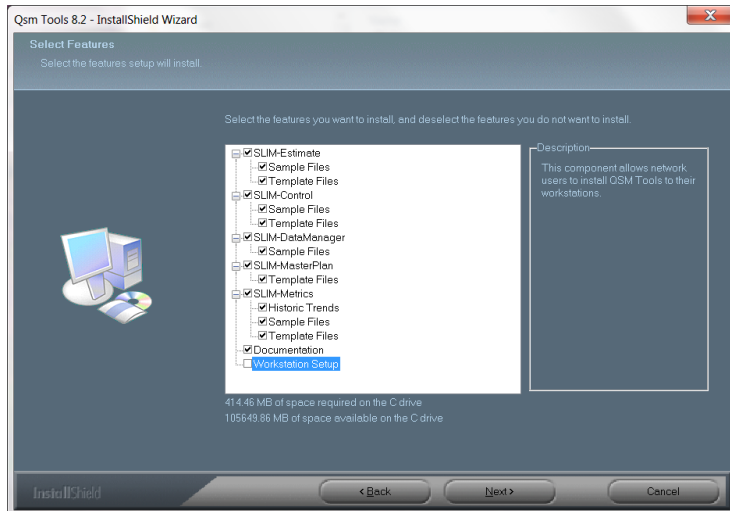 Qsm Tools 8.2 - InstallShield Wizard
X
Select Features
Select the features setup will install.
Select the features you want to install, and deselect the features you do not want to install.
SLIM-Estimate
Sample Files
Template Files
SLIM-Control
Sample Files
Template Files
SLIM-DataManager
Sample Files
SLIM-MasterPlan
Template Files
SLIM-Metrics
Historic Trends
Sample Files
Template Files
Documentation
Workstation Setup
Description
This component allows network
users to install QSM Tools to their
workstations.
414.46 MB of space required on the C drive
105649.86 MB of space available on the C drive
InstallShield
< Back
Next >
Cancel